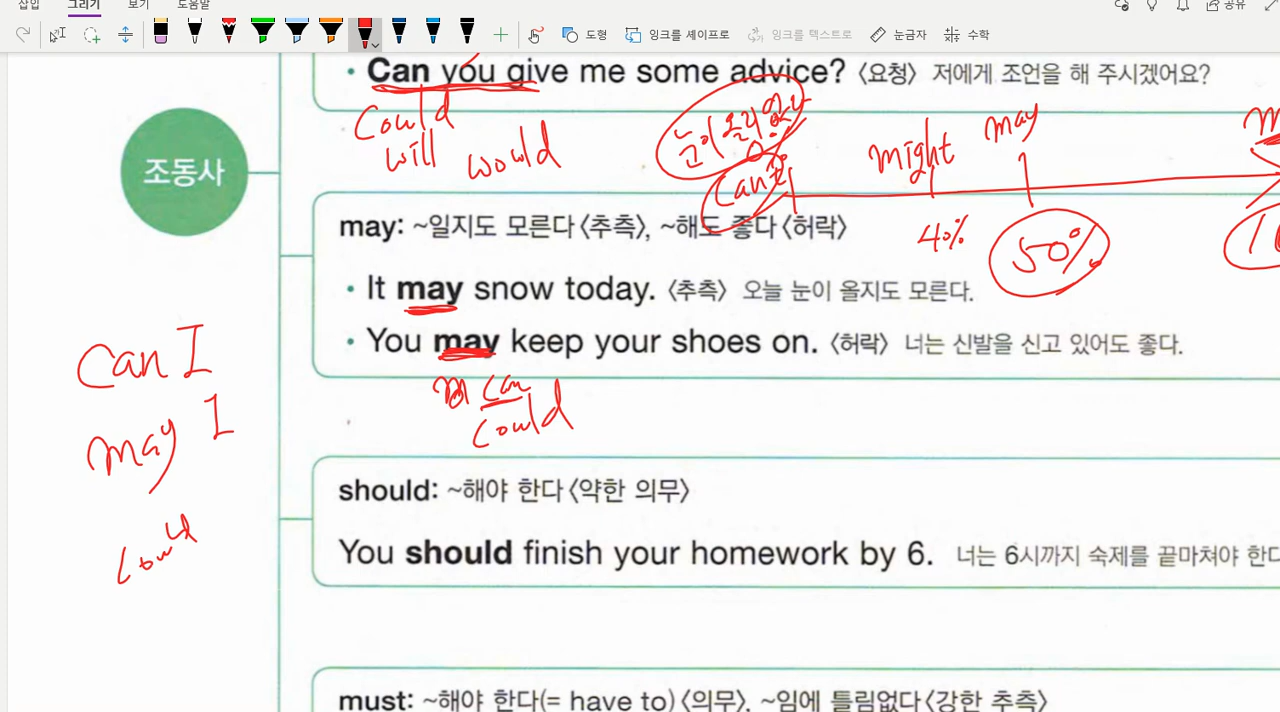 삽입 그리기 보기 도움말
공유
도형 잉크를 셰이프로 잉크를 텍스트로 눈금자 수학
• Can you give me some advice? 〈요청〉 저에게 조언을 해 주시겠어요?
Could
will would
눈이 올리 없다
0%
can't
might
may
40%
50%
조동사
may: ~일지도 모른다〈추측〉, ~해도 좋다〈허락〉
• It may snow today. 〈추측〉 오늘 눈이 올지도 모른다.
• You may keep your shoes on. 〈허락〉 너는 신발을 신고 있어도 좋다.
can
could
Can I
may I
could
should: ~해야 한다〈약한 의무〉
You should finish your homework by 6. 너는 6시까지 숙제를 끝마쳐야 한다
must: ~해야 한다(= have to)〈의무〉, ~임에 틀림없다〈강한 추측〉